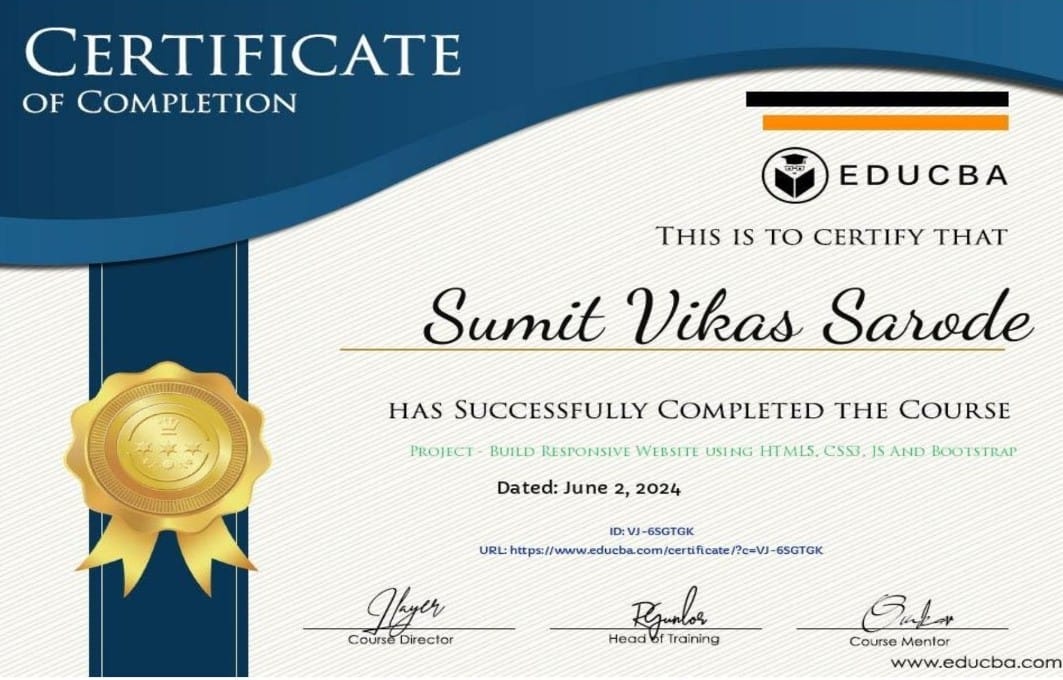 CERTIFICATE
OF COMPLETION
EDUCBA
THIS IS TO CERTIFY THAT
Sumit Vikas Sarode
HAS SUCCESSFULLY COMPLETED THE COURSE
PROJECT - BUILD RESPONSIVE WEBSITE USING HTML5, CSS3, JS AND BOOTSTRAP
Dated: June 2, 2024
ID: VJ-6SGTGK
URL: https://www.educba.com/certificate/?c=VJ-6SGTGK
Course Director
Head of Training
Course Mentor
www.educba.com